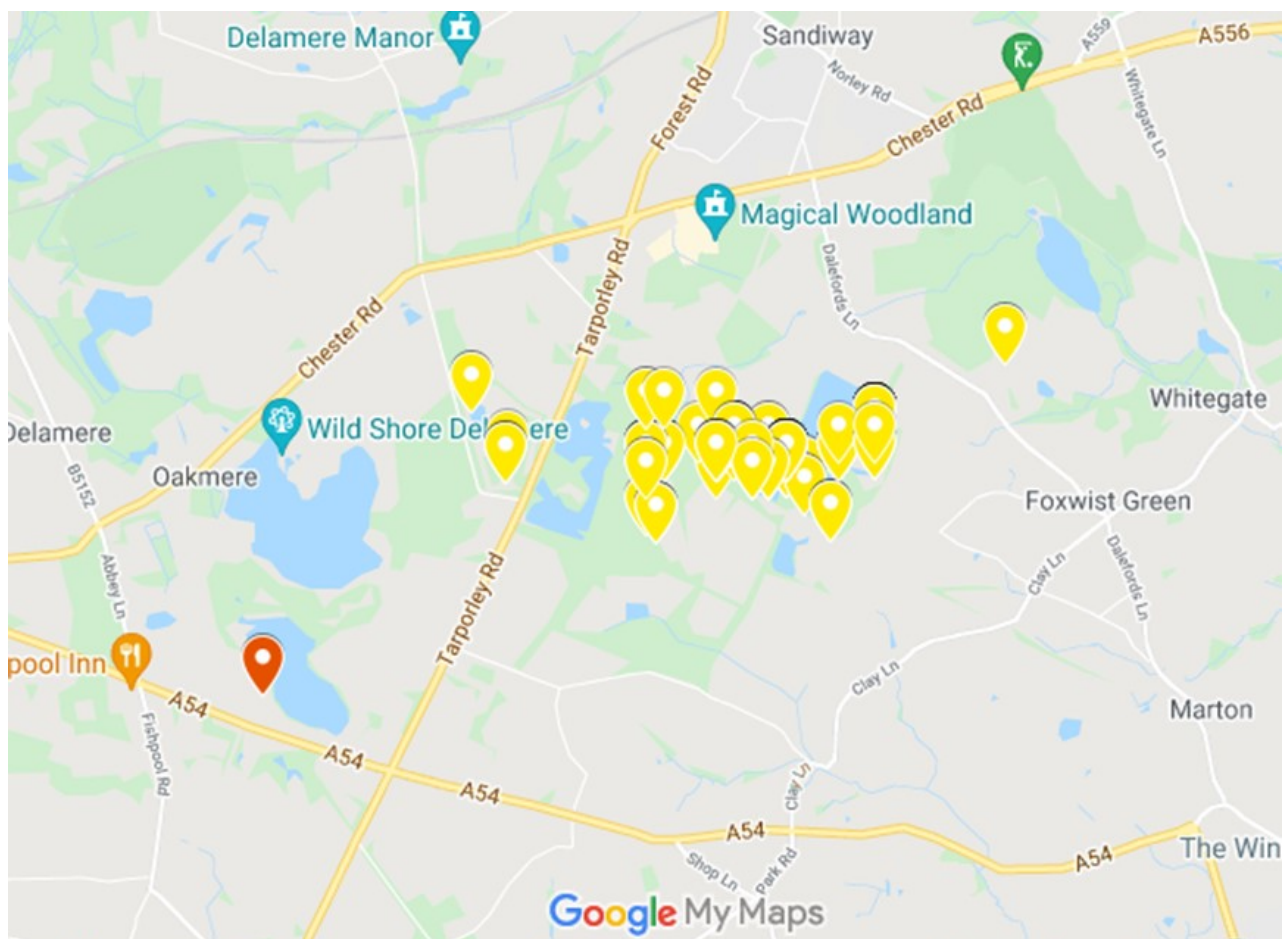 Delamere Manor
Sandiway
A559
A556
Norley Rd
Forest Rd
Whitegate Ln
Chester Rd
Magical Woodland
Dalefords Ln
Tarporley Rd
Chester Rd
Whitegate
Delamere
Wild Shore Del mere
Oakmere
B5152
Foxwist Green
Abbey Ln
Clay Ln
Dalefords Ln
Tarporley Rd
pool Inn
Clay Ln
A54
Marton
Fishpool Rd
A54
A54
Clay Ln
A54
The Win
Shop Ln
Park Rd
A54
Google My Maps